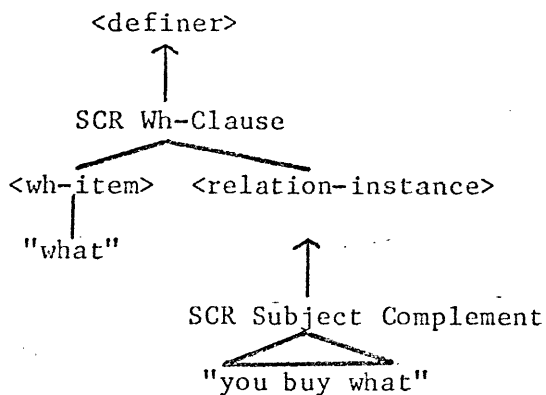 <definer>
SCR Wh-Clause
<wh-item> <relation-instance>
"what"
SCR Subject Complement
"you buy what"